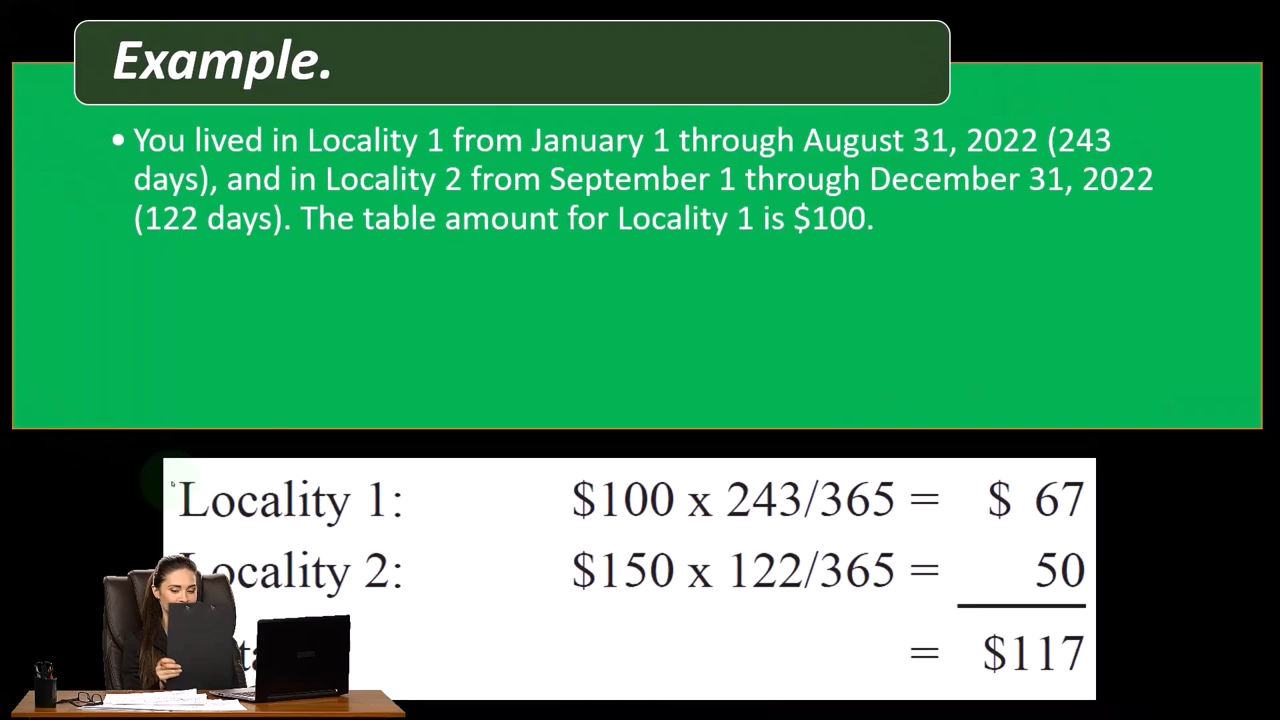 Example.
• You lived in Locality 1 from January 1 through August 31, 2022 (243
days), and in Locality 2 from September 1 through December 31, 2022
(122 days). The table amount for Locality 1 is $100.
Locality 1: $100 x 243/365 = $ 67
ocality 2: $150 x 122/365 = 50
= $117